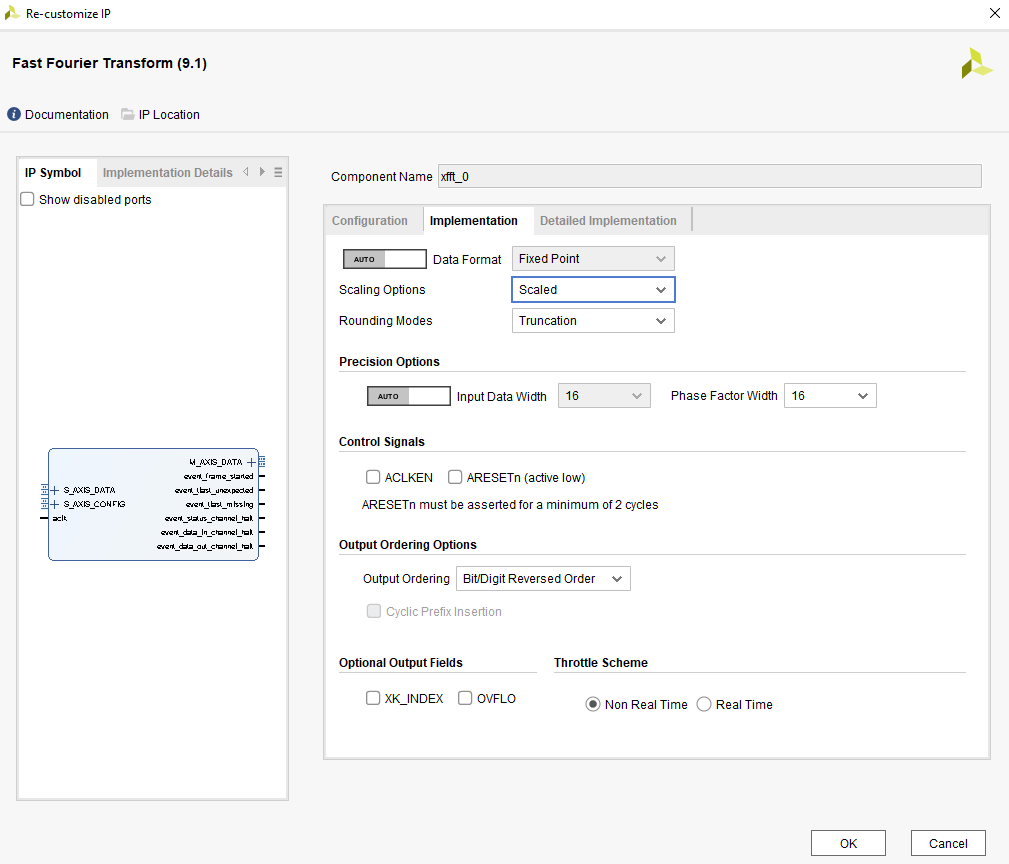 Re-customize IP
Fast Fourier Transform (9.1)
Documentation IP Location
IP Symbol Implementation Details
Show disabled ports
M_AXIS_DATA
event_frame_started
S_AXIS_DATA event_tlast_unexpected
S_AXIS_CONFIG event_tlast_missing
aclk event_status_channel_halt
event_data_in_channel_halt
event_data_out_channel_halt
Component Name xfft_0
Configuration Implementation Detailed Implementation
AUTO Data Format Fixed Point
Scaling Options Scaled
Rounding Modes Truncation
Precision Options
AUTO Input Data Width 16 Phase Factor Width 16
Control Signals
ACLKEN ARESETn (active low)
ARESETn must be asserted for a minimum of 2 cycles
Output Ordering Options
Output Ordering Bit/Digit Reversed Order
Cyclic Prefix Insertion
Optional Output Fields Throttle Scheme
XK_INDEX OVFLO Non Real Time Real Time
OK Cancel